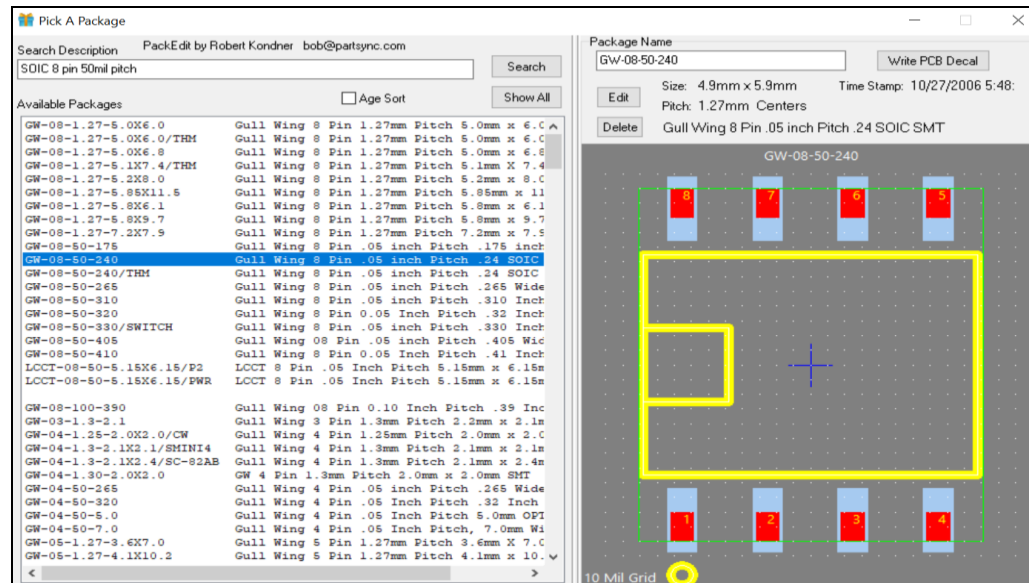 Pick A Package
Search Description PackEdit by Robert Kondner bob@partsync.com
SOIC 8 pin 50mil pitch
Search
Available Packages
Age Sort
Show All
GW-08-1.27-5.0X6.0 Gull Wing 8 Pin 1.27mm Pitch 5.0mm x 6.0
GW-08-1.27-5.0X6.0/THM Gull Wing 8 Pin 1.27mm Pitch 5.0mm x 6.0
GW-08-1.27-5.0X6.8 Gull Wing 8 Pin 1.27mm Pitch 5.0mm x 6.8
GW-08-1.27-5.1X7.4/THM Gull Wing 8 Pin 1.27mm Pitch 5.1mm X 7.4
GW-08-1.27-5.2X8.0 Gull Wing 8 Pin 1.27mm Pitch 5.2mm x 8.0
GW-08-1.27-5.85X11.5 Gull Wing 8 Pin 1.27mm Pitch 5.85mm x 11
GW-08-1.27-5.8X6.1 Gull Wing 8 Pin 1.27mm Pitch 5.8mm x 6.1
GW-08-1.27-5.8X9.7 Gull Wing 8 Pin 1.27mm Pitch 5.8mm x 9.7
GW-08-1.27-7.2X7.9 Gull Wing 8 Pin 1.27mm Pitch 7.2mm x 7.9
GW-08-50-175 Gull Wing 8 Pin .05 inch Pitch .175 inch
GW-08-50-240 Gull Wing 8 Pin .05 inch Pitch .24 SOIC
GW-08-50-240/THM Gull Wing 8 Pin .05 inch Pitch .24 SOIC
GW-08-50-265 Gull Wing 8 Pin .05 inch Pitch .265 Wide
GW-08-50-310 Gull Wing 8 Pin .05 inch Pitch .310 Inch
GW-08-50-320 Gull Wing 8 Pin 0.05 Inch Pitch .32 Inch
GW-08-50-330/SWITCH Gull Wing 8 Pin .05 inch Pitch .330 Inch
GW-08-50-405 Gull Wing 08 Pin .05 inch Pitch .405 Wid
GW-08-50-410 Gull Wing 8 Pin 0.05 Inch Pitch .41 Inch
LCCT-08-50-5.15X6.15/P2 LCCT 8 Pin .05 Inch Pitch 5.15mm x 6.15m
LCCT-08-50-5.15X6.15/PWR LCCT 8 Pin .05 Inch Pitch 5.15mm x 6.15m
GW-08-100-390 Gull Wing 08 Pin 0.10 Inch Pitch .39 Inc
GW-03-1.3-2.1 Gull Wing 3 Pin 1.3mm Pitch 2.2mm x 2.1m
GW-04-1.25-2.0X2.0/CW Gull Wing 4 Pin 1.25mm Pitch 2.0mm x 2.0
GW-04-1.3-2.1X2.1/SMINI4 Gull Wing 4 Pin 1.3mm Pitch 2.1mm x 2.1m
GW-04-1.3-2.1X2.4/SC-82AB Gull Wing 4 Pin 1.3mm Pitch 2.1mm x 2.4m
GW-04-1.30-2.0X2.0 GW 4 Pin 1.3mm Pitch 2.0mm x 2.0mm SMT
GW-04-50-265 Gull Wing 4 Pin .05 inch Pitch .265 Wide
GW-04-50-320 Gull Wing 4 Pin .05 inch Pitch .32 Inch
GW-04-50-5.0 Gull Wing 4 Pin .05 inch Pitch 5.0mm OPT
GW-04-50-7.0 Gull Wing 4 Pin .05 Inch Pitch, 7.0mm Wi
GW-05-1.27-3.6X7.0 Gull Wing 5 Pin 1.27mm Pitch 3.6mm X 7.0
GW-05-1.27-4.1X10.2 Gull Wing 5 Pin 1.27mm Pitch 4.1mm x 10.
Package Name
GW-08-50-240
Write PCB Decal
Size: 4.9mm x 5.9mm Time Stamp: 10/27/2006 5:48:
Edit
Pitch: 1.27mm Centers
Delete
Gull Wing 8 Pin .05 inch Pitch .24 SOIC SMT
GW-08-50-240
8 7 6 5
1 2 3 4
10 Mil Grid